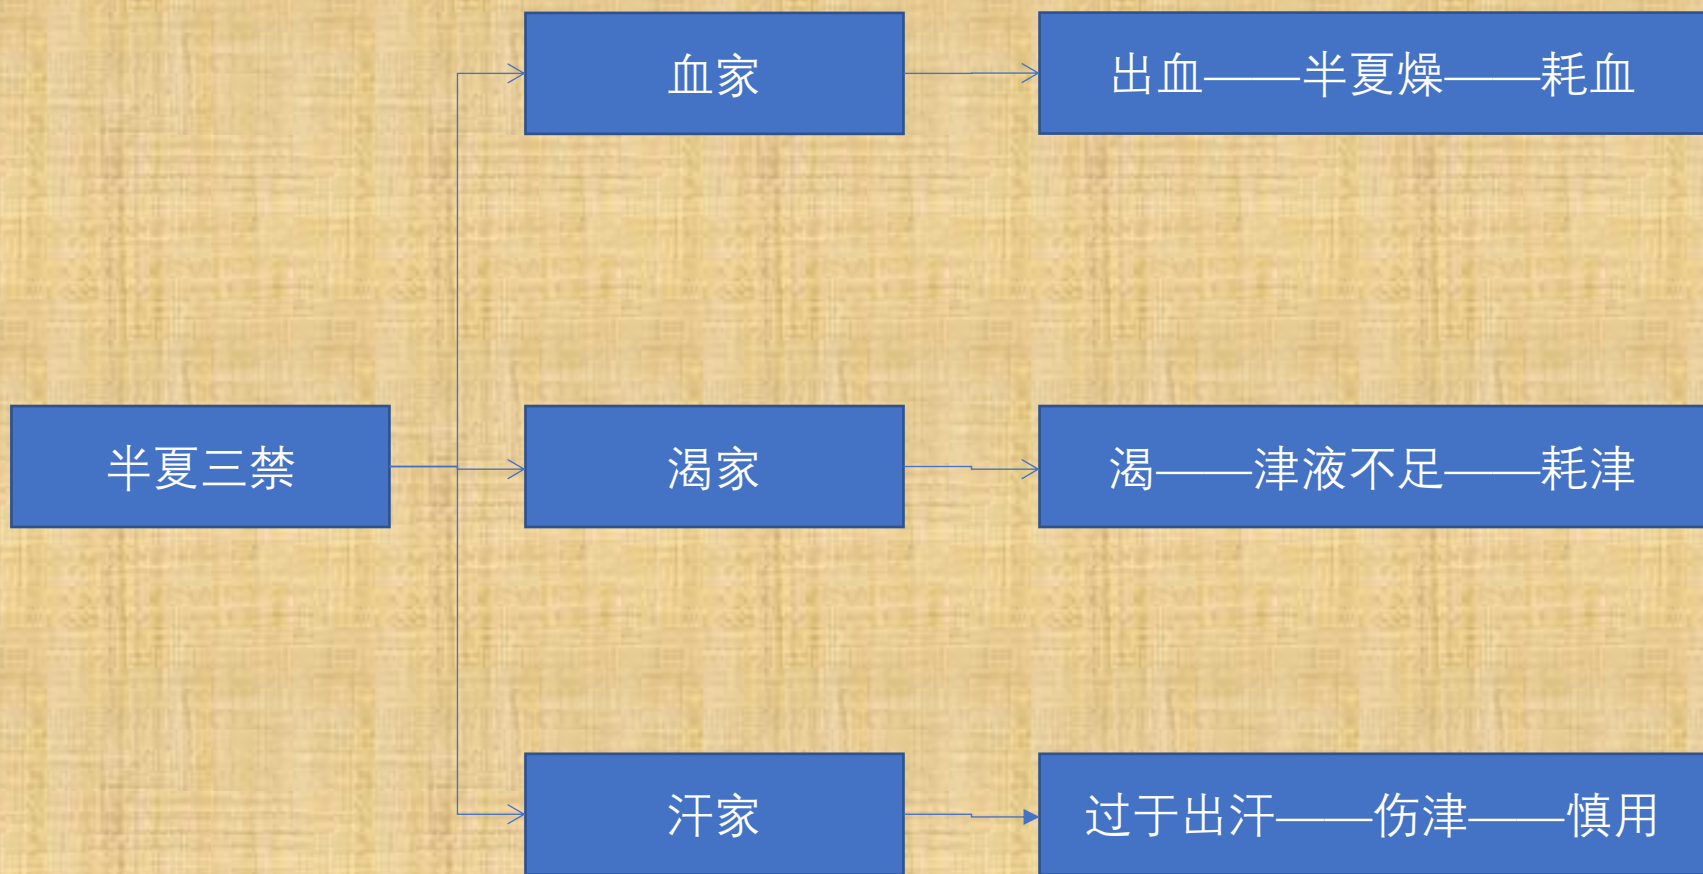 血家
出血——半夏燥——耗血
半夏三禁
渴家
渴——津液不足——耗津
汗家
过于出汗——伤津——慎用